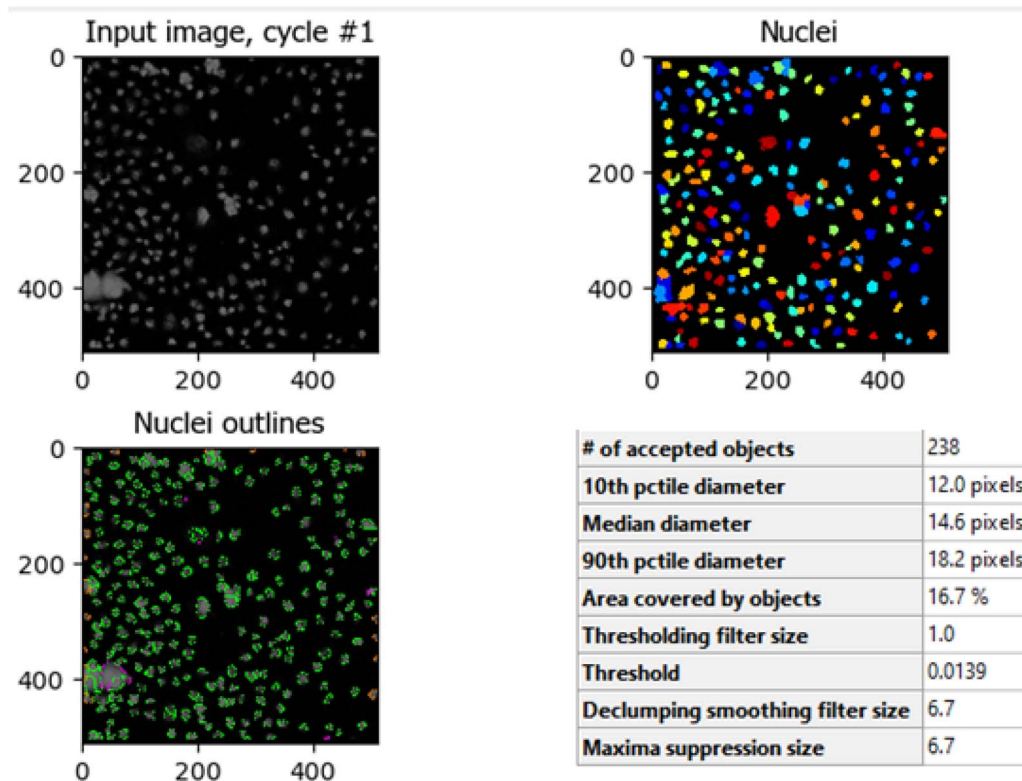 Input image, cycle #1
0
200
400
0 200 400
Nuclei
0
200
400
0 200 400
Nuclei outlines
0
200
400
0 200 400
# of accepted objects 238
10th pctile diameter 12.0 pixels
Median diameter 14.6 pixels
90th pctile diameter 18.2 pixels
Area covered by objects 16.7 %
Thresholding filter size 1.0
Threshold 0.0139
Declumping smoothing filter size 6.7
Maxima suppression size 6.7